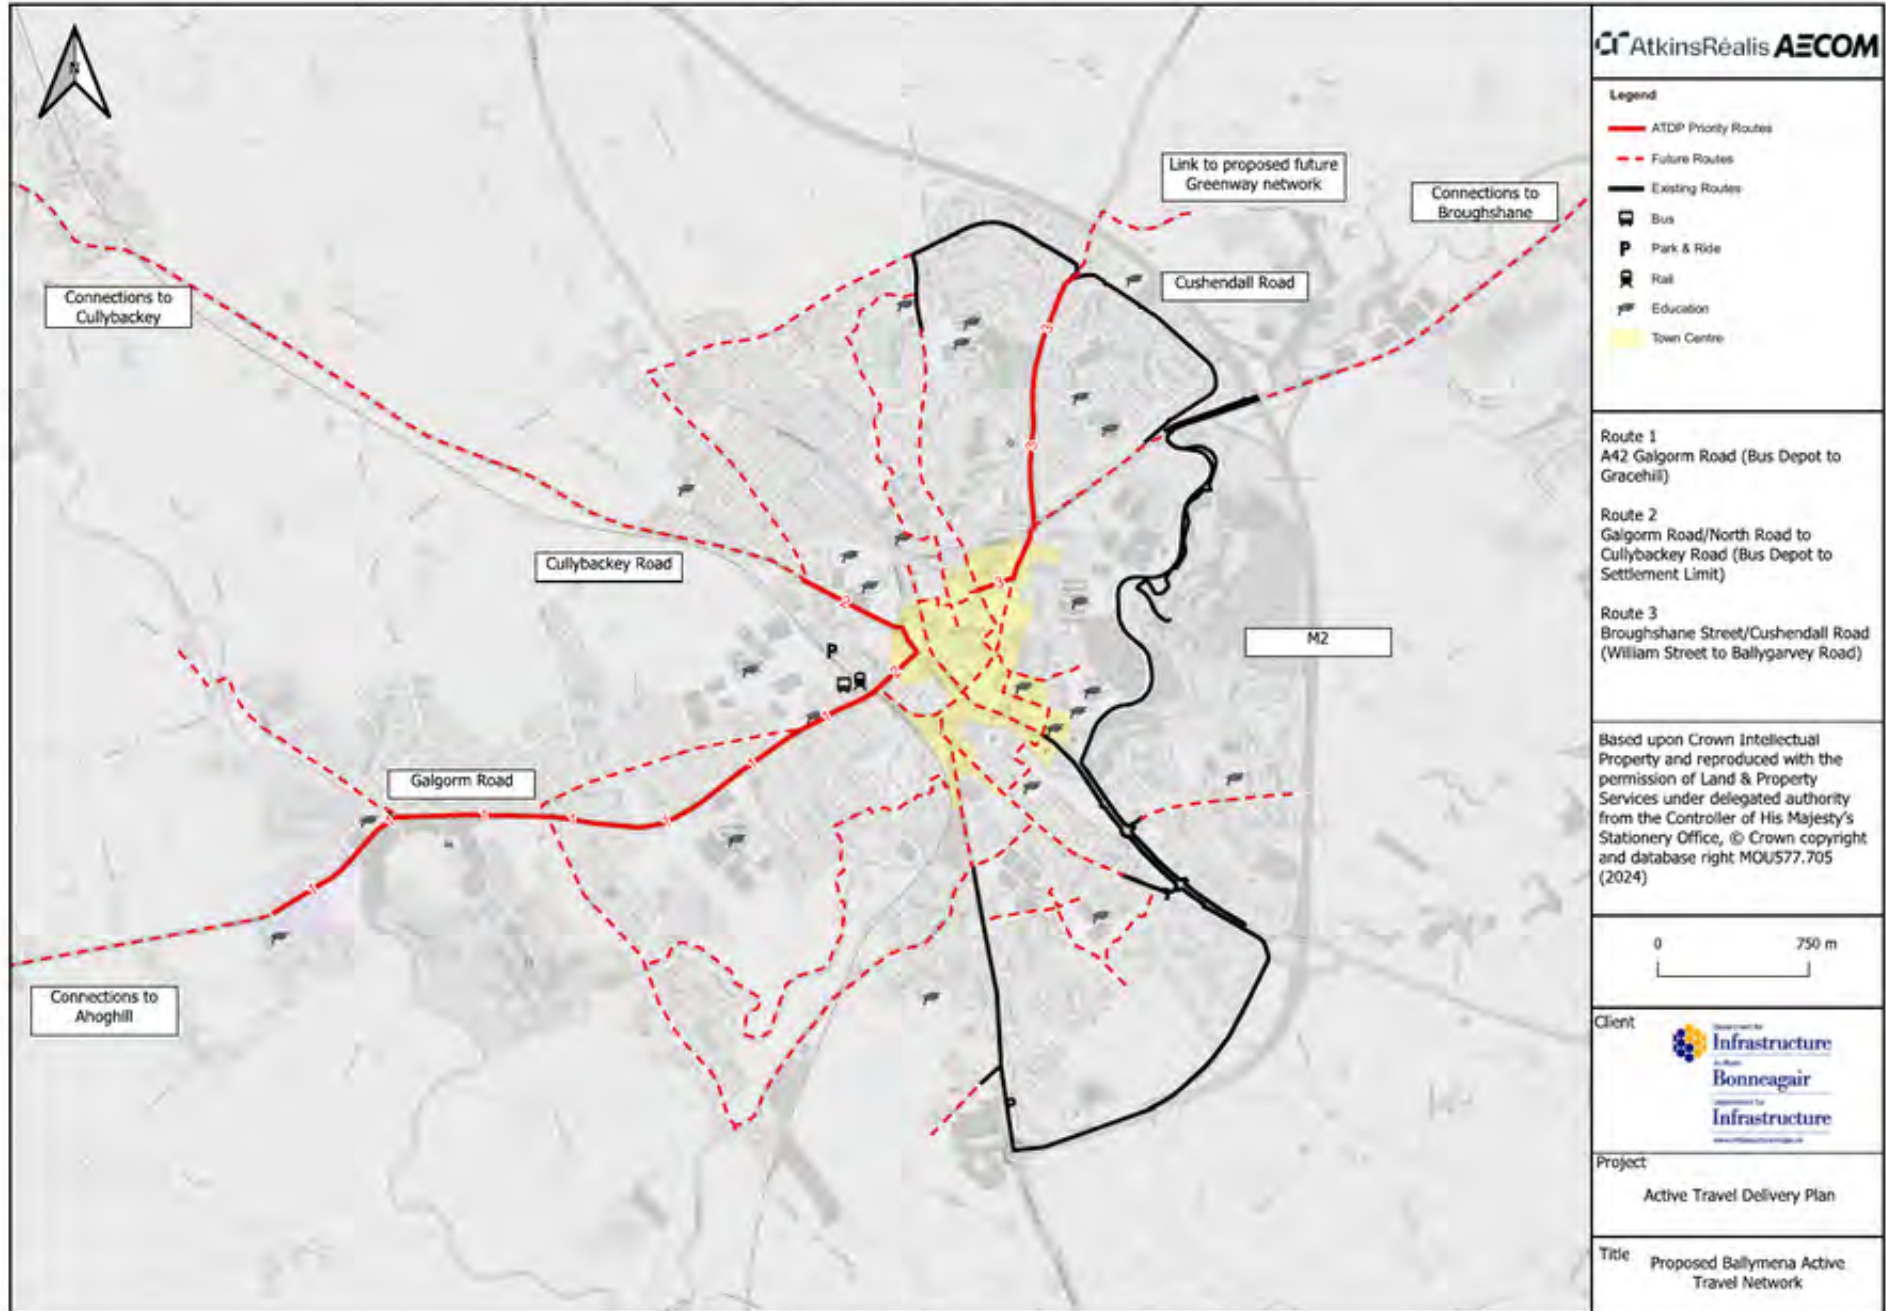 N
AtkinsRéalis AECOM
Legend
ATDP Priority Routes
Future Routes
Existing Routes
Bus
P Park & Ride
Rail
Education
Town Centre
Link to proposed future
Greenway network
Connections to
Broughshane
Cushendall Road
Connections to
Cullybackey
Cullybackey Road
M2
P
Galgorm Road
Connections to
Ahoghill
Route 1
A42 Galgorm Road (Bus Depot to
Gracehill)
Route 2
Galgorm Road/North Road to
Cullybackey Road (Bus Depot to
Settlement Limit)
Route 3
Broughshane Street/Cushendall Road
(William Street to Ballygarvey Road)
Based upon Crown Intellectual
Property and reproduced with the
permission of Land & Property
Services under delegated authority
from the Controller of His Majesty's
Stationery Office, © Crown copyright
and database right MOU577.705
(2024)
0 750 m
Client
Infrastructure
Bonneagair
Infrastructure
Project
Active Travel Delivery Plan
Title
Proposed Ballymena Active
Travel Network